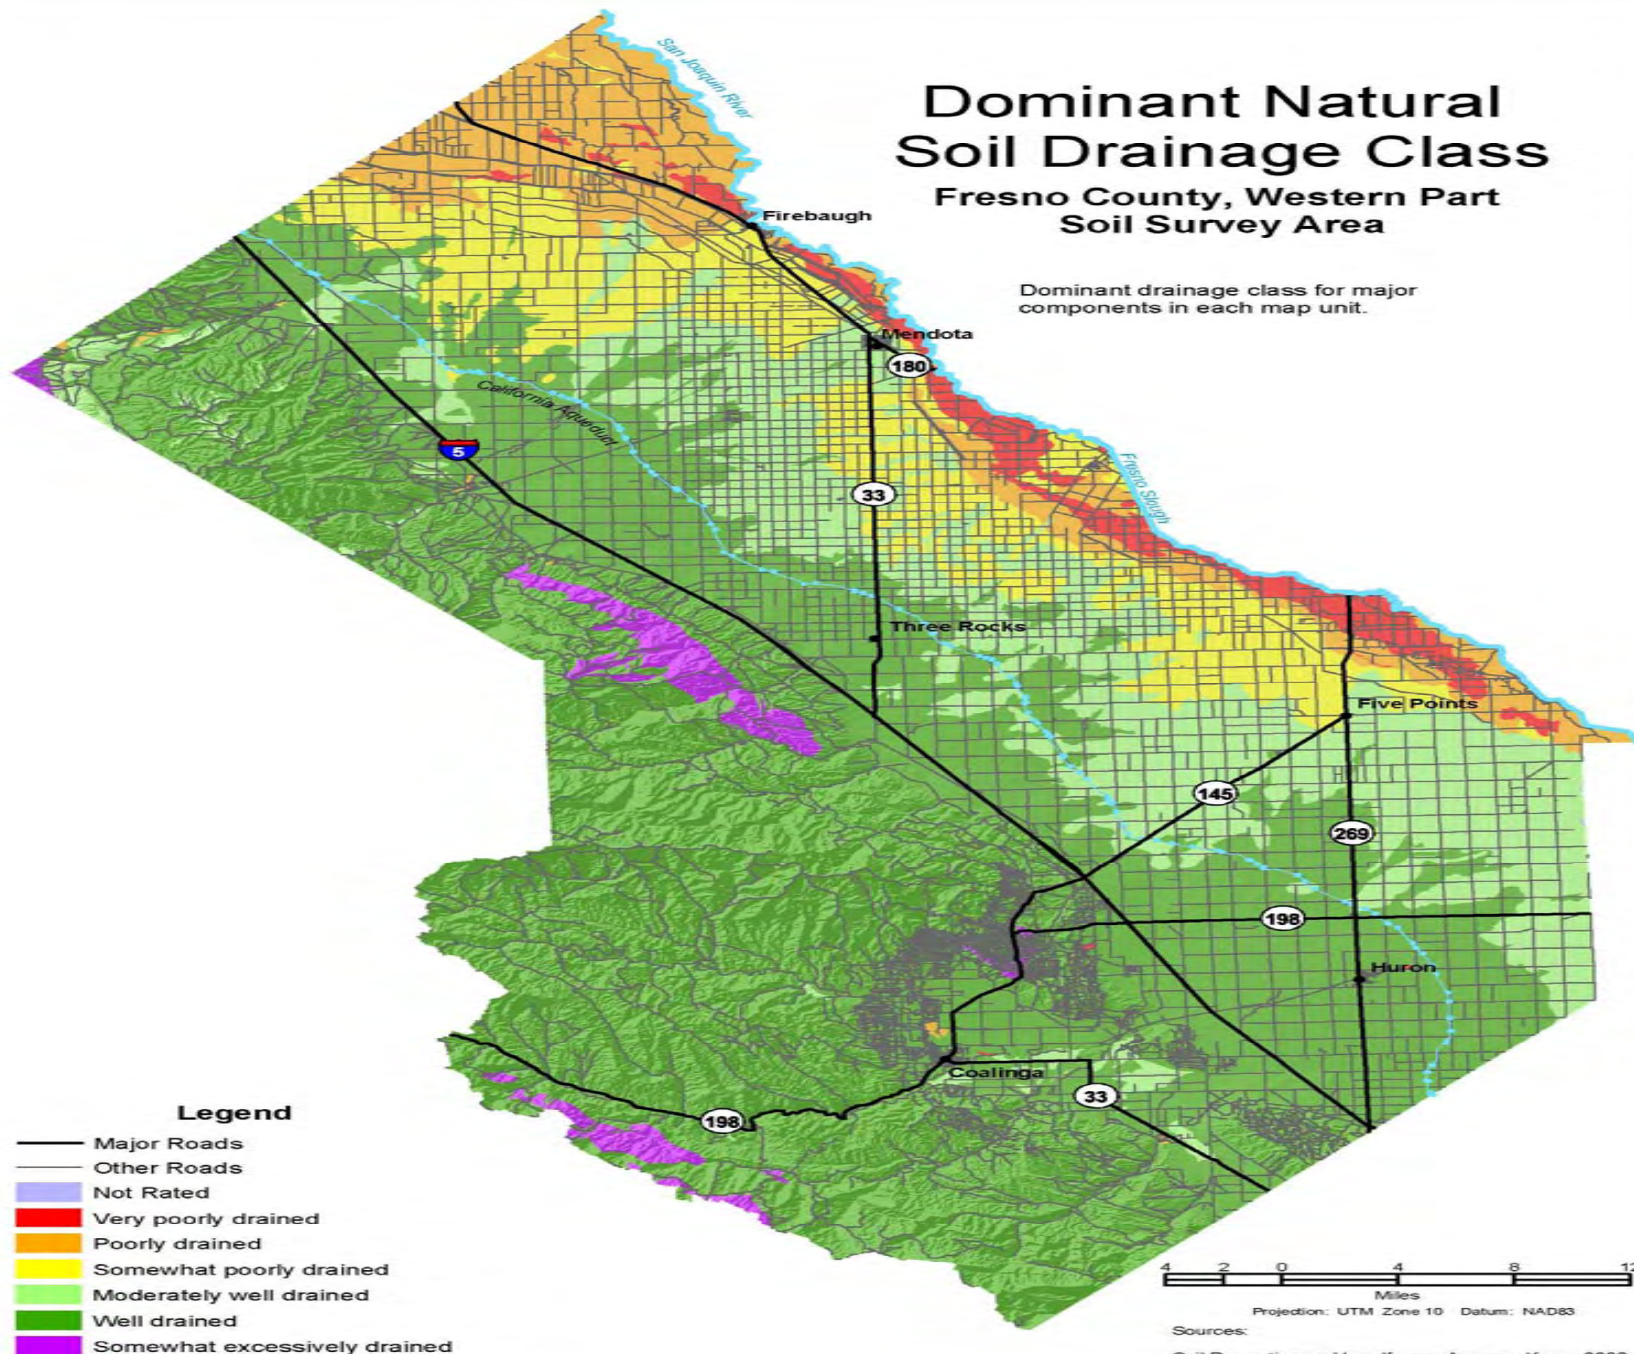 San Joaquin River
Dominant Natural
Soil Drainage Class
Fresno County, Western Part
Soil Survey Area
Dominant drainage class for major
components in each map unit.
Firebaugh
Mendota
180
California Aqueduct
5
33
Fresno Slough
Three Rocks
Five Points
145
269
198
Huron
Coalinga
33
198
Legend
Major Roads
Other Roads
Not Rated
Very poorly drained
Poorly drained
Somewhat poorly drained
Moderately well drained
Well drained
Somewhat excessively drained
4 2 0 4 8 12
Miles
Projection: UTM Zone 10 Datum: NAD83
Sources: